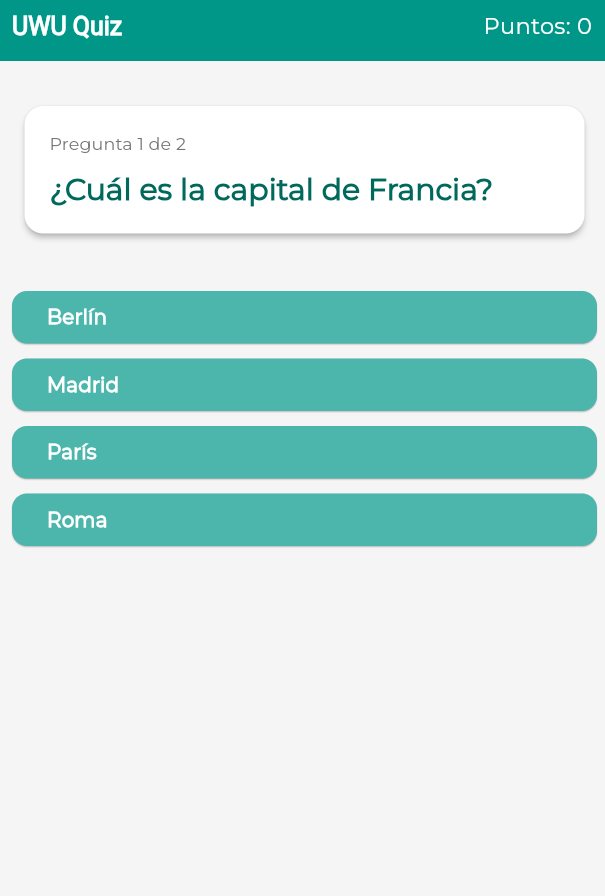 UWU Quiz
Puntos: 0
Pregunta 1 de 2
¿Cuál es la capital de Francia?
Berlín
Madrid
París
Roma